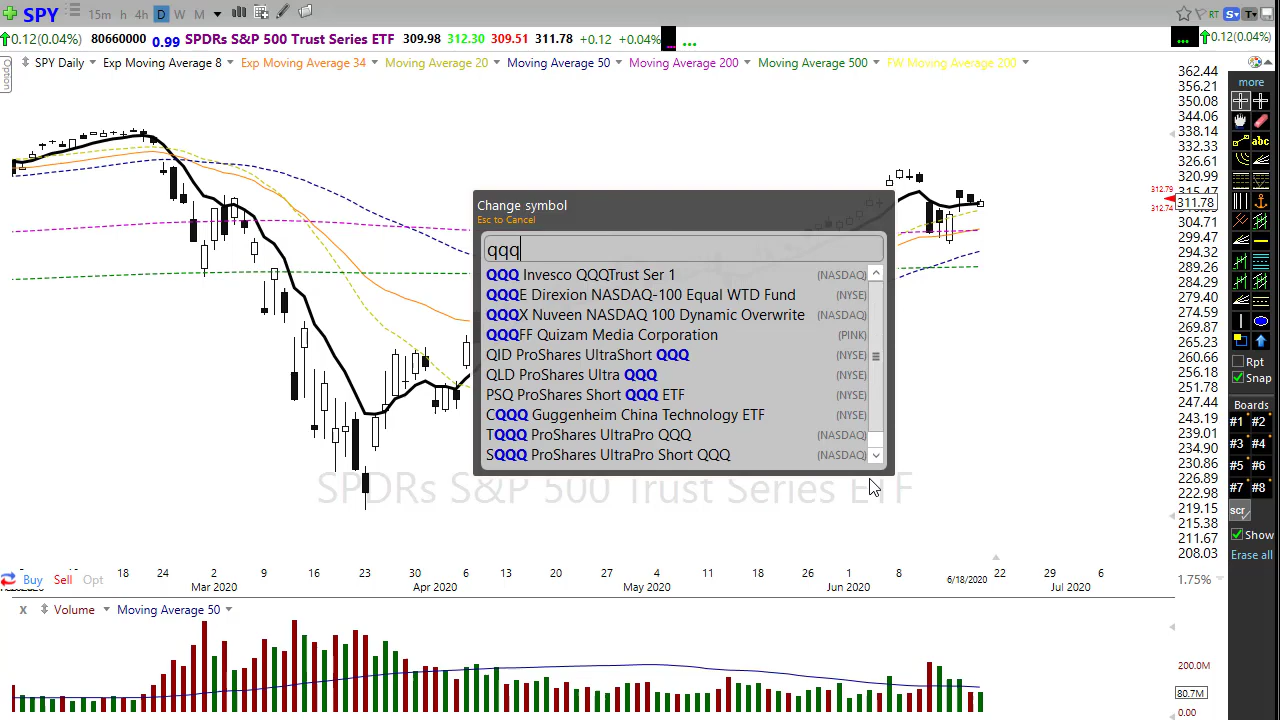 SPY 15m h 4h D W M
RT S T
0.12(0.04%) 80660000 0.99 SPDRs S&P 500 Trust Series ETF 309.98 312.30 309.51 311.78 +0.12 +0.04% ... ... 0.12(0.04%)
Option
SPY Daily Exp Moving Average 8 Exp Moving Average 34 Moving Average 20 Moving Average 50 Moving Average 200 Moving Average 500 FW Moving Average 200
362.44
356.21
350.08
344.06
338.14
332.33
326.61
320.99
315.47
312.79
311.78
312.74
304.71
299.47
294.32
289.26
284.29
279.40
274.59
269.87
265.23
260.66
256.18
251.78
247.44
243.19
239.01
234.90
230.86
226.89
222.98
219.15
215.38
211.67
208.03
more
abc
Rpt
Snap
Boards
#1 #2
#3 #4
#5 #6
#7 #8
scr
Show
Erase all
Change symbol
Esc to Cancel
qqq
QQQ Invesco QQQTrust Ser 1 (NASDAQ)
QQQE Direxion NASDAQ-100 Equal WTD Fund (NYSE)
QQQX Nuveen NASDAQ 100 Dynamic Overwrite (NASDAQ)
QQQFF Quizam Media Corporation (PINK)
QID ProShares UltraShort QQQ (NYSE)
QLD ProShares Ultra QQQ (NYSE)
PSQ ProShares Short QQQ ETF (NYSE)
CQQQ Guggenheim China Technology ETF (NYSE)
TQQQ ProShares UltraPro QQQ (NASDAQ)
SQQQ ProShares UltraPro Short QQQ (NASDAQ)
SPDRs S&P 500 Trust Series ETF
18 24 2 9 16 23 30 6 13 20 27 4 11 18 26 1 8 22 29 6
Mar 2020 Apr 2020 May 2020 Jun 2020 6/18/2020 Jul 2020
Buy Sell Opt
1.75%
x Volume Moving Average 50
200.0M
80.7M
0.00